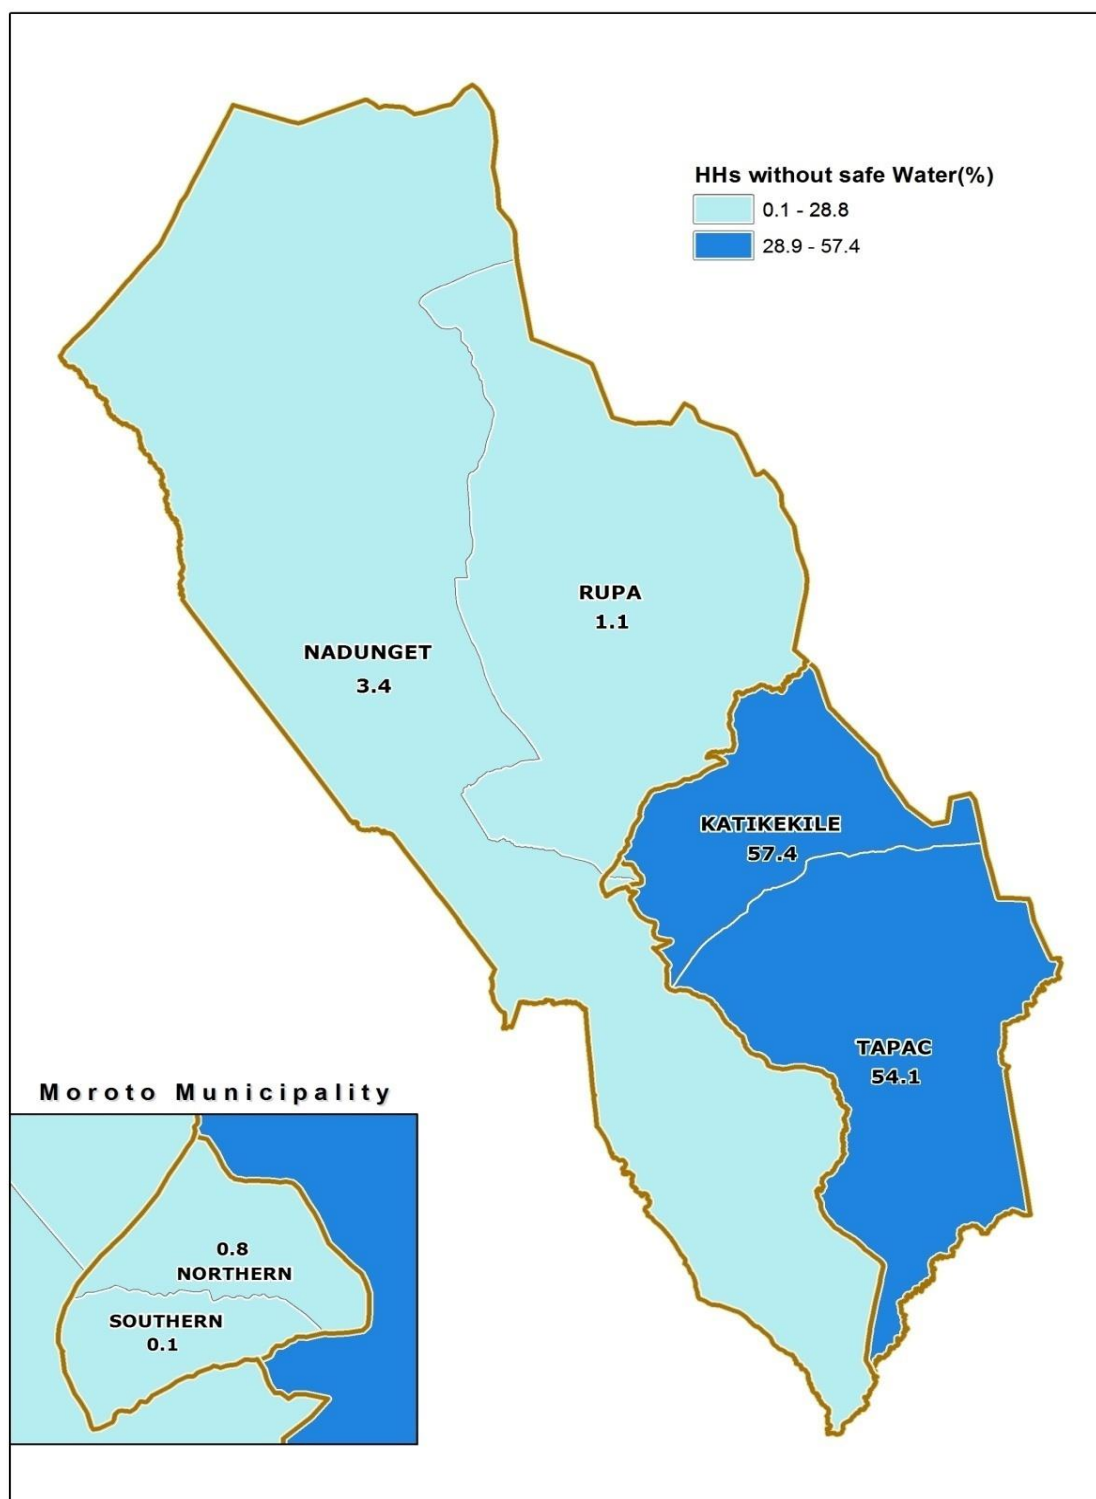 HHs without safe Water(%)
0.1 - 28.8
28.9 - 57.4
RUPA
1.1
NADUNGET
3.4
KATIKEKILE
57.4
TAPAC
54.1
Moroto Municipality
0.8
NORTHERN
SOUTHERN
0.1